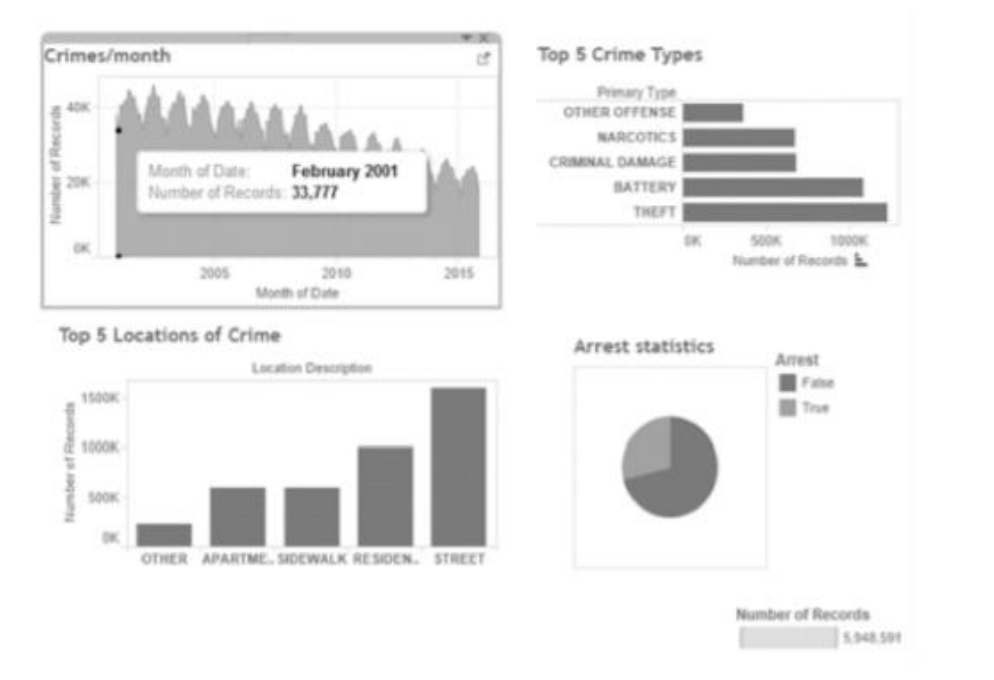 Crimes/month
Number of Records
40K
20K
0K
Month of Date: February 2001
Number of Records: 33,777
2005 2010 2015
Month of Date
Top 5 Crime Types
Primary Type
OTHER OFFENSE
NARCOTICS
CRIMINAL DAMAGE
BATTERY
THEFT
0K 500K 1000K
Number of Records
Top 5 Locations of Crime
Location Description
Number of Records
1500K
1000K
500K
0K
OTHER APARTME.. SIDEWALK RESIDEN.. STREET
Arrest statistics
Arrest
False
True
Number of Records
5,948,591